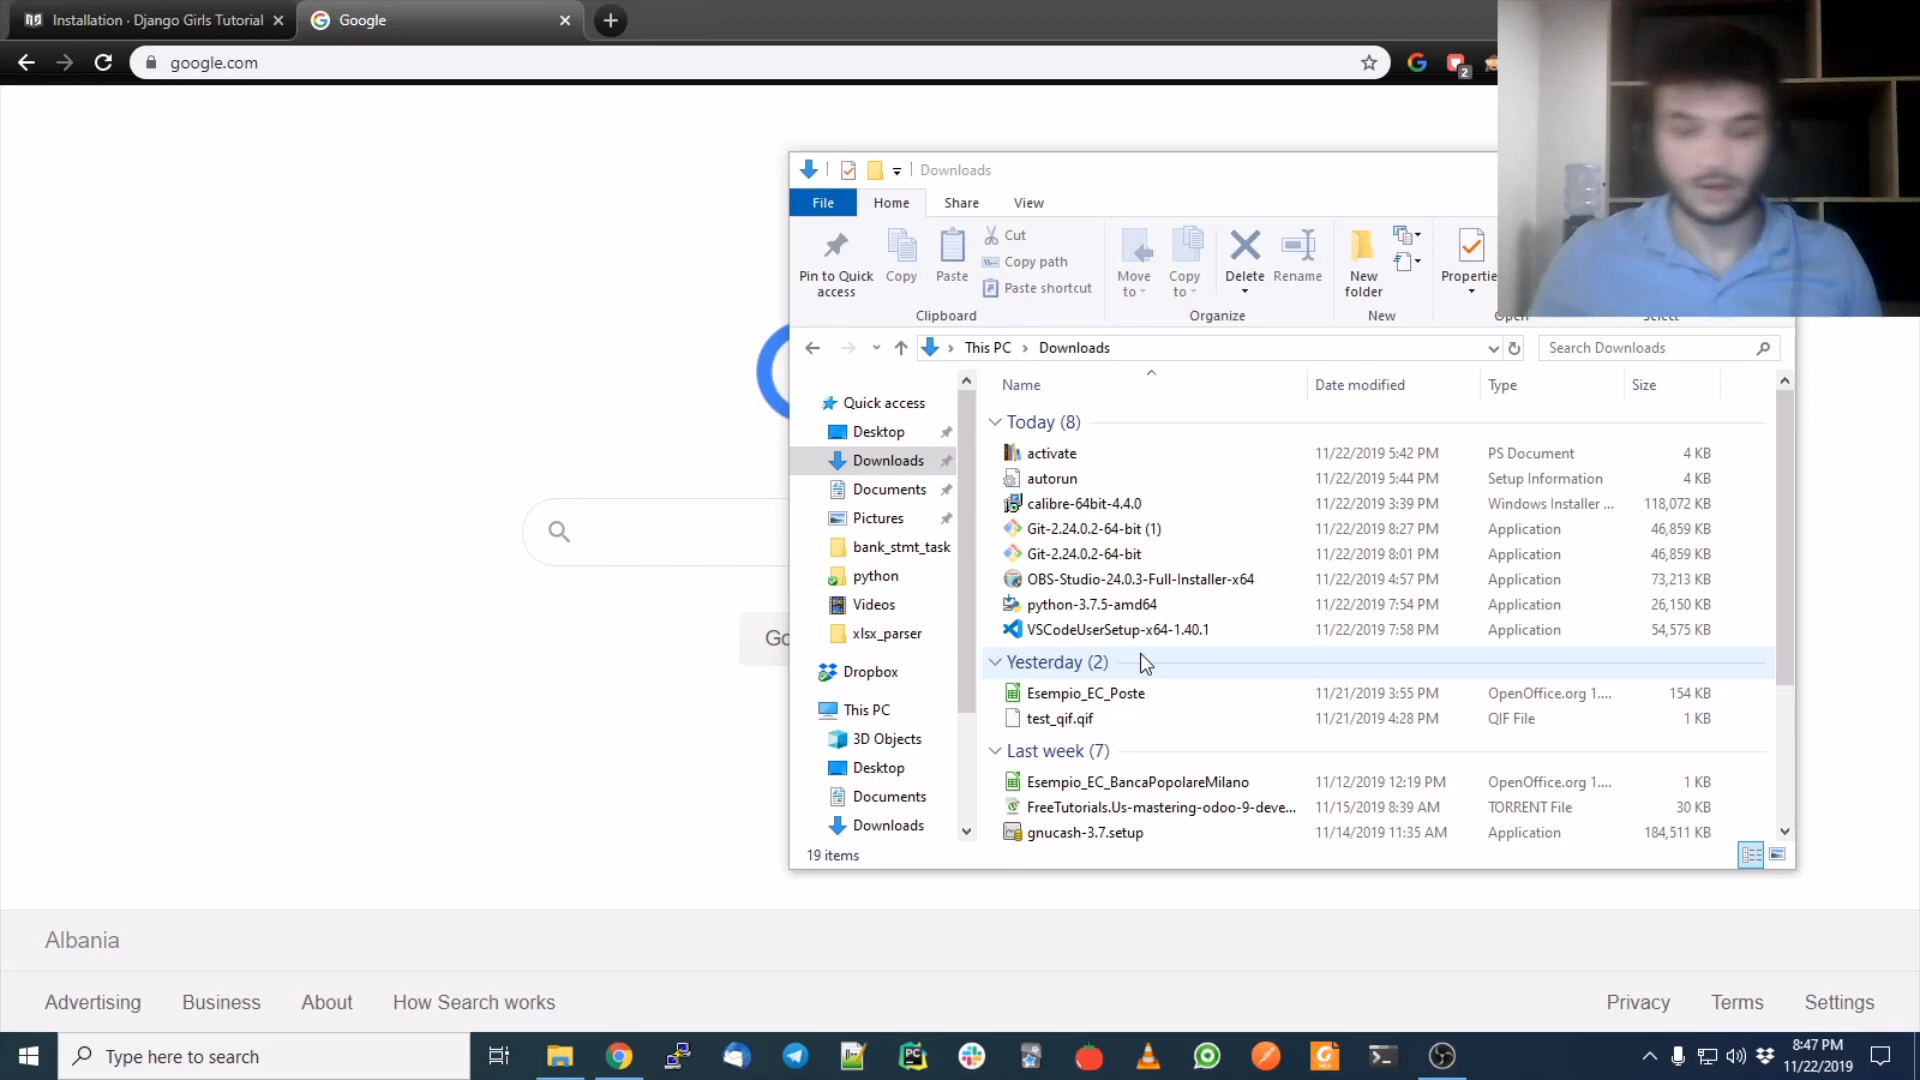 Installation · Django Girls Tutorial
Google
google.com
2
Downloads
File Home Share View
Pin to Quick access
Copy
Paste
Cut
Copy path
Paste shortcut
Clipboard
Move to
Copy to
Delete
Rename
Organize
New folder
New
This PC > Downloads
Search Downloads
Quick access
Desktop
Downloads
Documents
Pictures
bank_stmt_task
python
Videos
xlsx_parser
Dropbox
This PC
3D Objects
Desktop
Documents
Downloads
Name Date modified Type Size
Today (8)
activate 11/22/2019 5:42 PM PS Document 4 KB
autorun 11/22/2019 5:44 PM Setup Information 4 KB
calibre-64bit-4.4.0 11/22/2019 3:39 PM Windows Installer ... 118,072 KB
Git-2.24.0.2-64-bit (1) 11/22/2019 8:27 PM Application 46,859 KB
Git-2.24.0.2-64-bit 11/22/2019 8:01 PM Application 46,859 KB
OBS-Studio-24.0.3-Full-Installer-x64 11/22/2019 4:57 PM Application 73,213 KB
python-3.7.5-amd64 11/22/2019 7:54 PM Application 26,150 KB
VSCodeUserSetup-x64-1.40.1 11/22/2019 7:58 PM Application 54,575 KB
Yesterday (2)
Esempio_EC_Poste 11/21/2019 3:55 PM OpenOffice.org 1.... 154 KB
test_qif.qif 11/21/2019 4:28 PM QIF File 1 KB
Last week (7)
Esempio_EC_BancaPopolareMilano 11/12/2019 12:19 PM OpenOffice.org 1.... 1 KB
FreeTutorials.Us-mastering-odoo-9-deve... 11/15/2019 8:39 AM TORRENT File 30 KB
gnucash-3.7.setup 11/14/2019 11:35 AM Application 184,511 KB
19 items
Albania
Advertising Business About How Search works
Privacy Terms Settings
Type here to search
PC
8:47 PM
11/22/2019